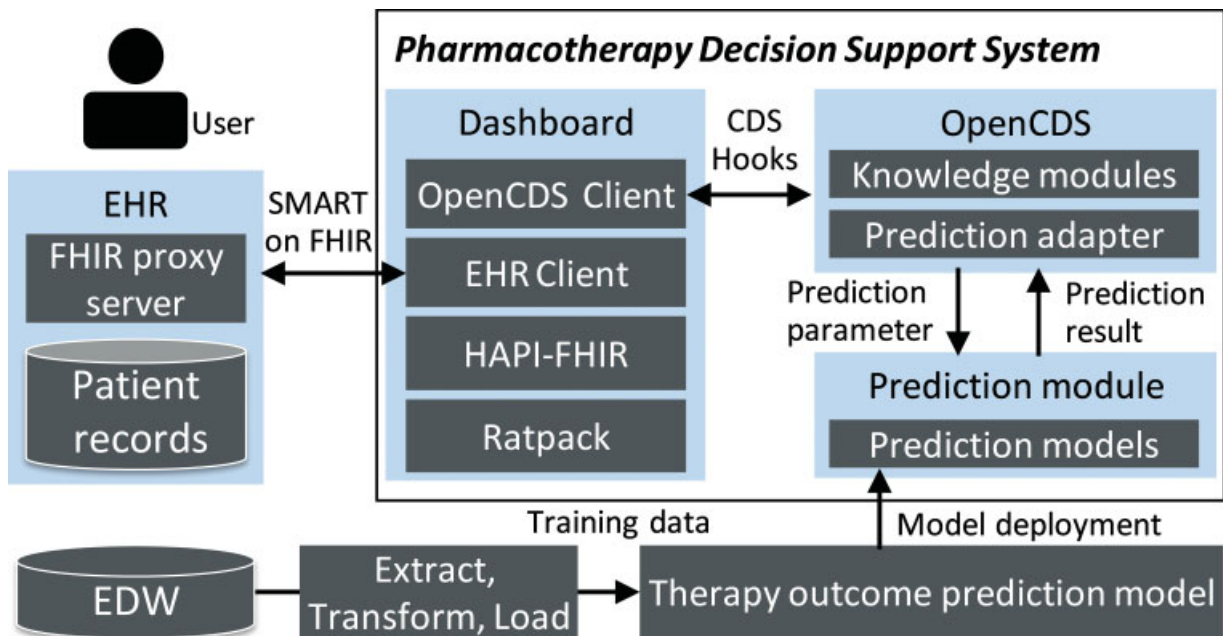 Pharmacotherapy Decision Support System
User
EHR
FHIR proxy
server
Patient
records
SMART
on FHIR
Dashboard
OpenCDS Client
EHR Client
HAPI-FHIR
Ratpack
CDS
Hooks
OpenCDS
Knowledge modules
Prediction adapter
Prediction
parameter
Prediction
result
Prediction module
Prediction models
Training data
Model deployment
EDW
Extract,
Transform, Load
Therapy outcome prediction model